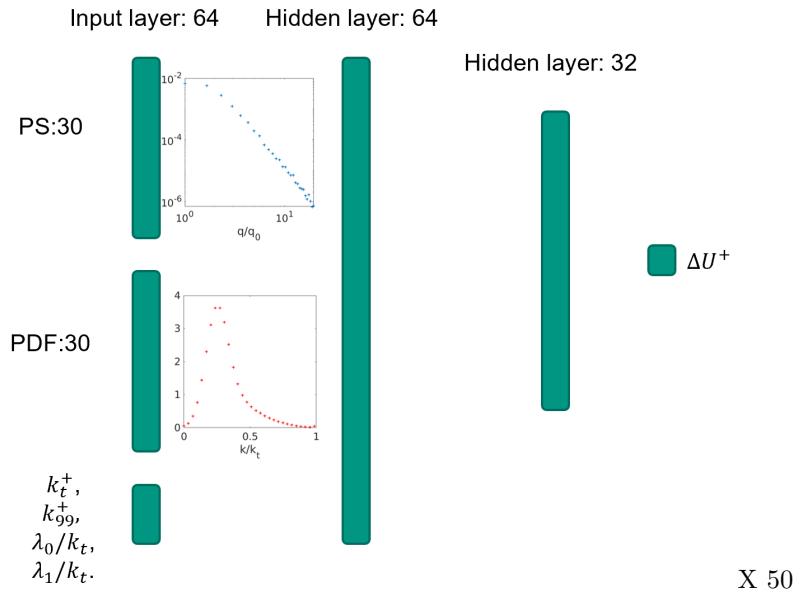 Input layer: 64 Hidden layer: 64
Hidden layer: 32
PS:30
10^-2
10^-4
10^-6
10^0 10^1
q/q_0
ΔU^+
PDF:30
4
3
2
1
0
0 0.5 1
k/k_t
k_t^+,
k_99^+,
λ_0/k_t,
λ_1/k_t.
X 50